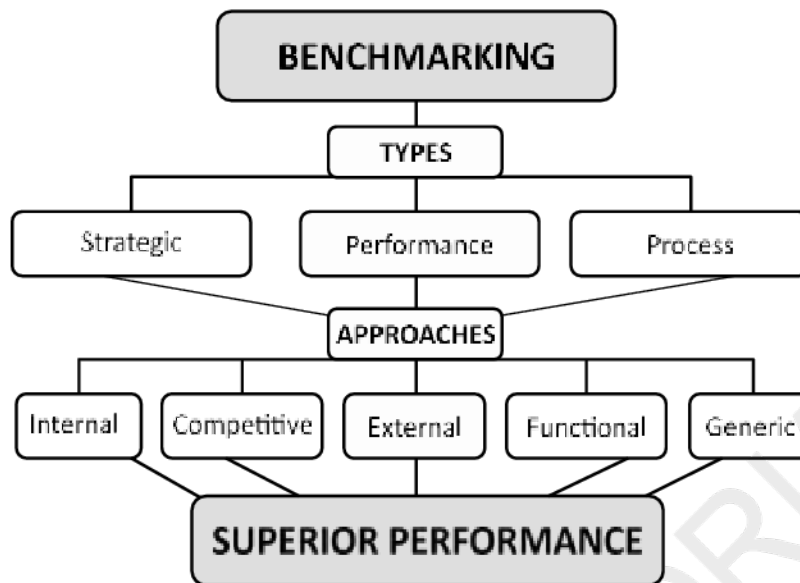 BENCHMARKING
TYPES
Strategic
Performance
Process
APPROACHES
Internal
Competitive
External
Functional
Generic
SUPERIOR PERFORMANCE